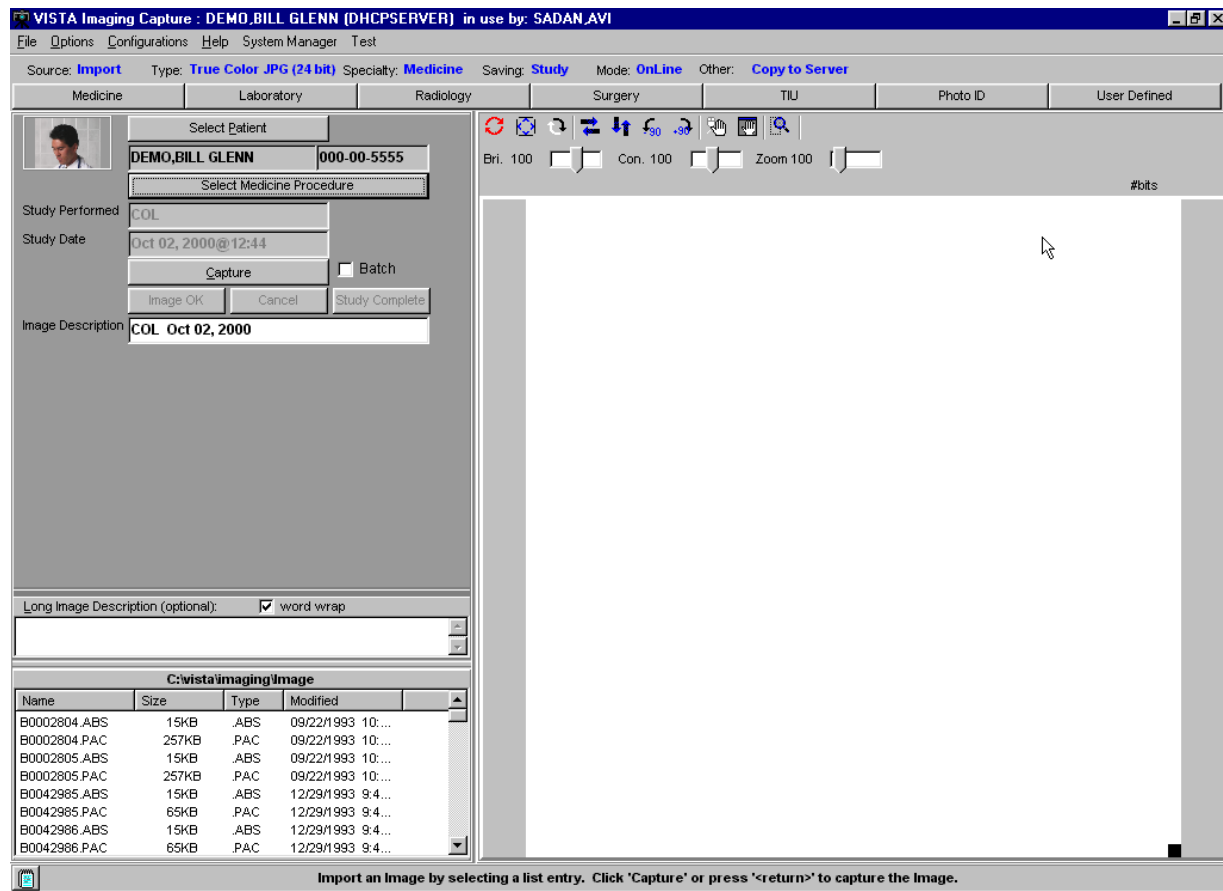 VISTA Imaging Capture : DEMO,BILL GLENN (DHCPSERVER) in use by: SADAN,AVI
File Options Configurations Help System Manager Test
Source: Import Type: True Color JPG (24 bit) Specialty: Medicine Saving: Study Mode: OnLine Other: Copy to Server
Medicine Laboratory Radiology Surgery TIU Photo ID User Defined
Select Patient
DEMO,BILL GLENN 000-00-5555
Select Medicine Procedure
Study Performed COL
Study Date Oct 02, 2000@12:44
Capture Batch
Image OK Cancel Study Complete
Image Description COL Oct 02, 2000
90 -90
Bri. 100 Con. 100 Zoom 100
#bits
Long Image Description (optional): word wrap
C:\vista\imaging\Image
Name Size Type Modified
B0002804.ABS 15KB .ABS 09/22/1993 10:...
B0002804.PAC 257KB .PAC 09/22/1993 10:...
B0002805.ABS 15KB .ABS 09/22/1993 10:...
B0002805.PAC 257KB .PAC 09/22/1993 10:...
B0042985.ABS 15KB .ABS 12/29/1993 9:4...
B0042985.PAC 65KB .PAC 12/29/1993 9:4...
B0042986.ABS 15KB .ABS 12/29/1993 9:4...
B0042986.PAC 65KB .PAC 12/29/1993 9:4...
Import an Image by selecting a list entry. Click 'Capture' or press '<return>' to capture the Image.